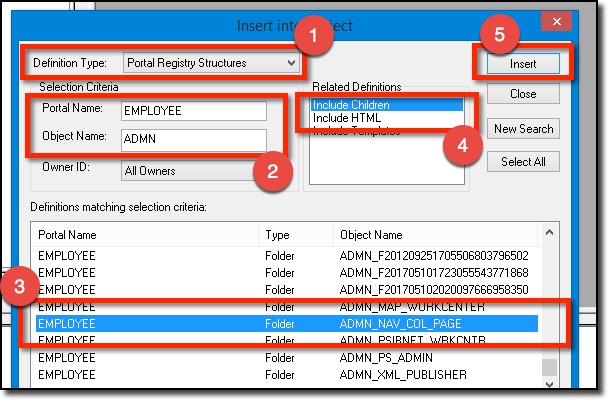 Insert into Project
1
5
Definition Type: Portal Registry Structures
Insert
Selection Criteria
Related Definitions
Close
Portal Name: EMPLOYEE
Include Children
Include HTML
Include Templates
New Search
Object Name: ADMN
4
2
Select All
Owner ID: All Owners
Definitions matching selection criteria:
Portal Name Type Object Name
EMPLOYEE Folder ADMN_F201209251705506803796502
EMPLOYEE Folder ADMN_F201705101723055543771868
EMPLOYEE Folder ADMN_F201705102020097666958350
3
EMPLOYEE Folder ADMN_MAP_WORKCENTER
EMPLOYEE Folder ADMN_NAV_COL_PAGE
EMPLOYEE Folder ADMN_PSIBNET_WRKCNTR
EMPLOYEE Folder ADMN_PS_ADMIN
EMPLOYEE Folder ADMN_XML_PUBLISHER